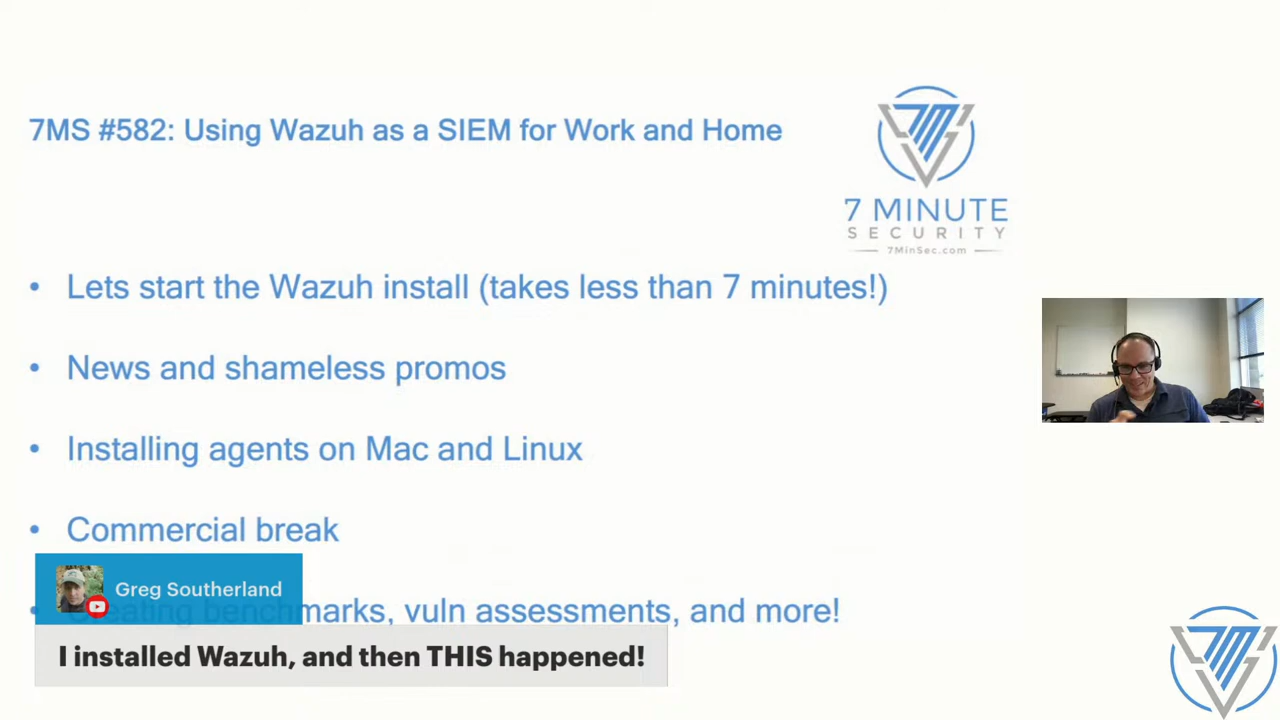 7MS #582: Using Wazuh as a SIEM for Work and Home
7 MINUTE
SECURITY
7MinSec.com
• Lets start the Wazuh install (takes less than 7 minutes!)
• News and shameless promos
• Installing agents on Mac and Linux
• Commercial break
Greg Southerland
• benchmarks, vuln assessments, and more!
I installed Wazuh, and then THIS happened!
7M